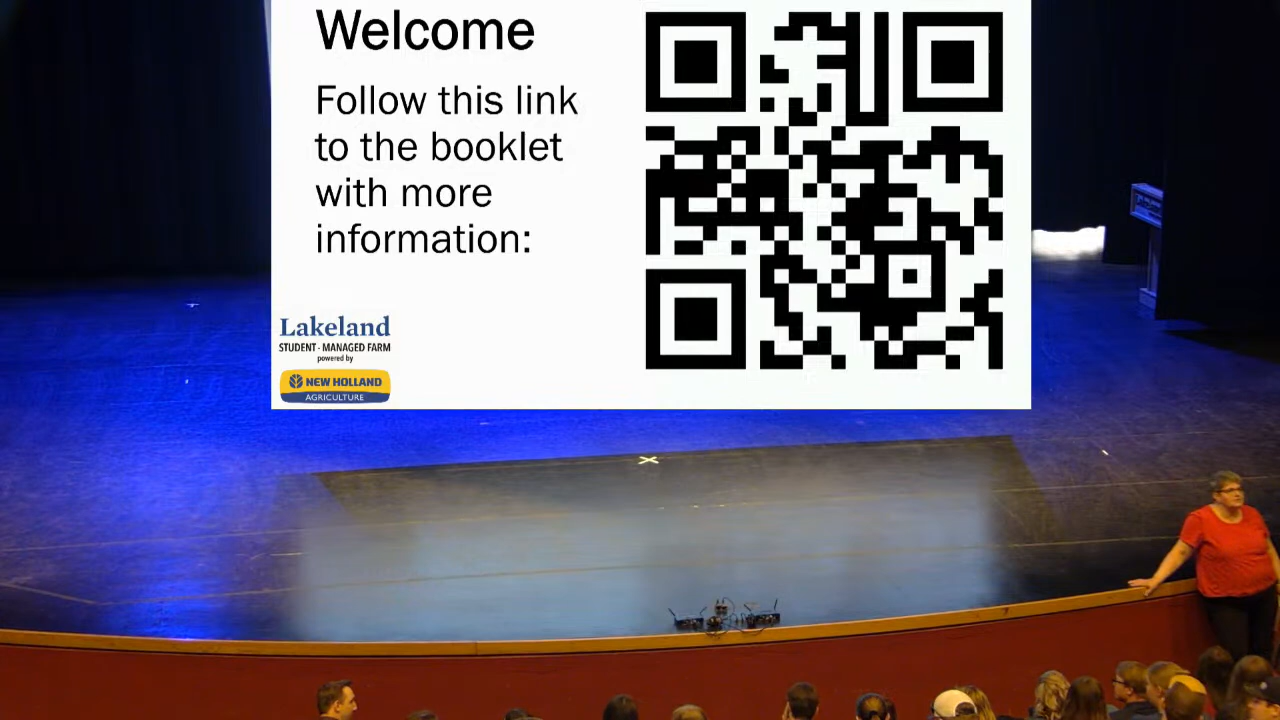 Welcome
Follow this link
to the booklet
with more
information:
Lakeland
STUDENT - MANAGED FARM
powered by
NEW HOLLAND
AGRICULTURE